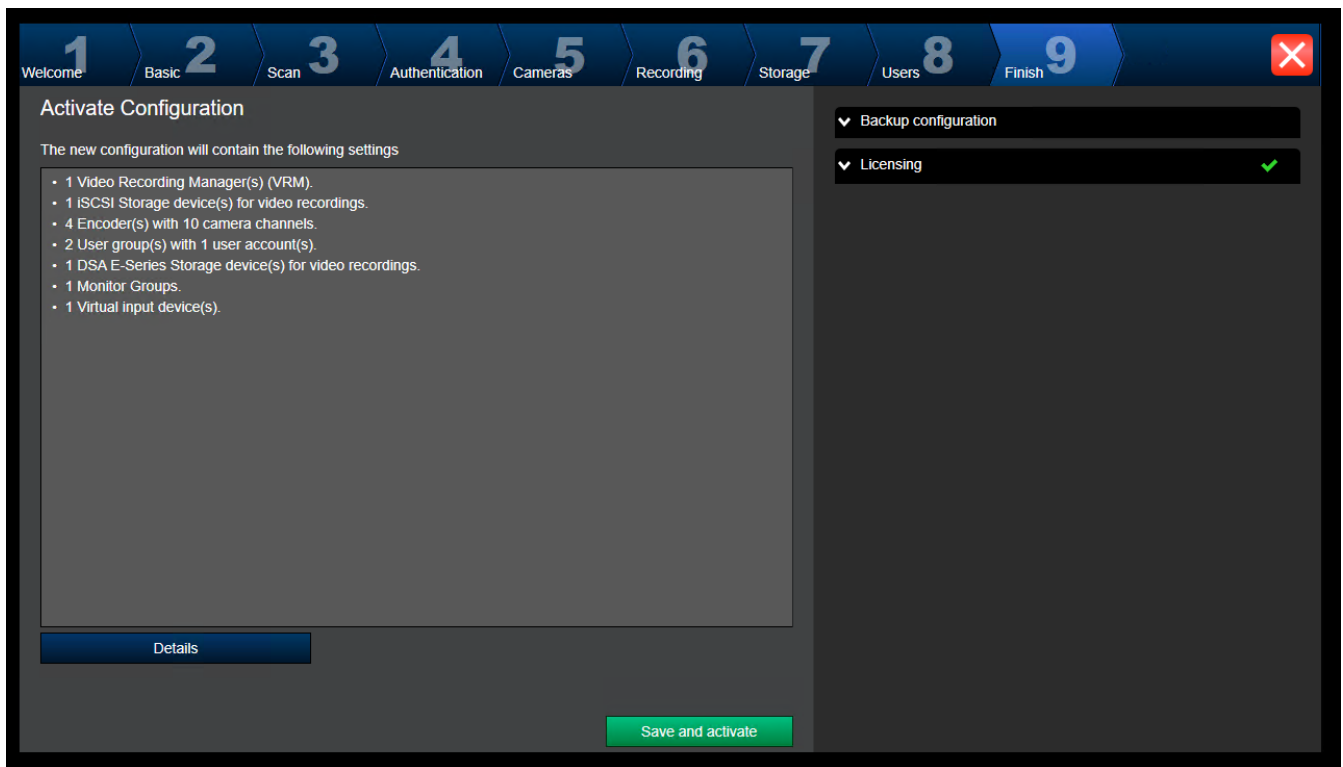 1 Welcome
2 Basic
3 Scan
4 Authentication
5 Cameras
6 Recording
7 Storage
8 Users
9 Finish
Activate Configuration
The new configuration will contain the following settings
• 1 Video Recording Manager(s) (VRM).
• 1 iSCSI Storage device(s) for video recordings.
• 4 Encoder(s) with 10 camera channels.
• 2 User group(s) with 1 user account(s).
• 1 DSA E-Series Storage device(s) for video recordings.
• 1 Monitor Groups.
• 1 Virtual input device(s).
Details
Save and activate
Backup configuration
Licensing